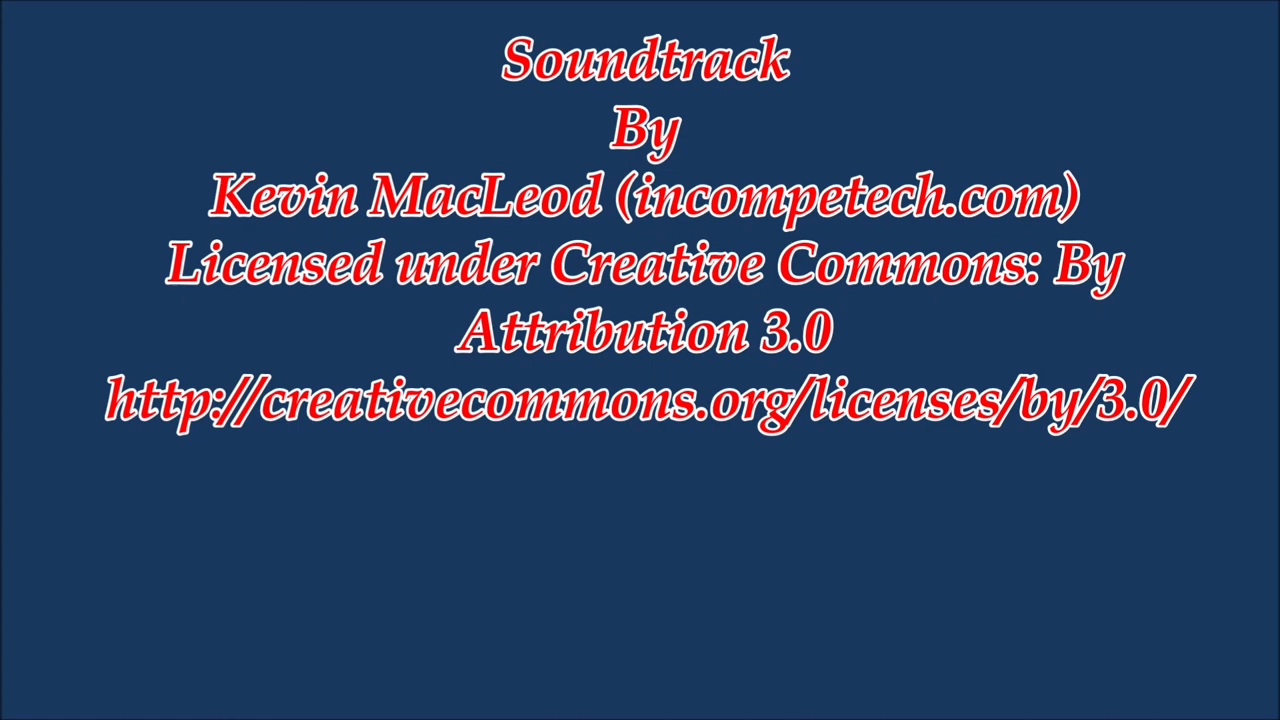 Soundtrack
By
Kevin MacLeod (incompetech.com)
Licensed under Creative Commons: By
Attribution 3.0
http://creativecommons.org/licenses/by/3.0/